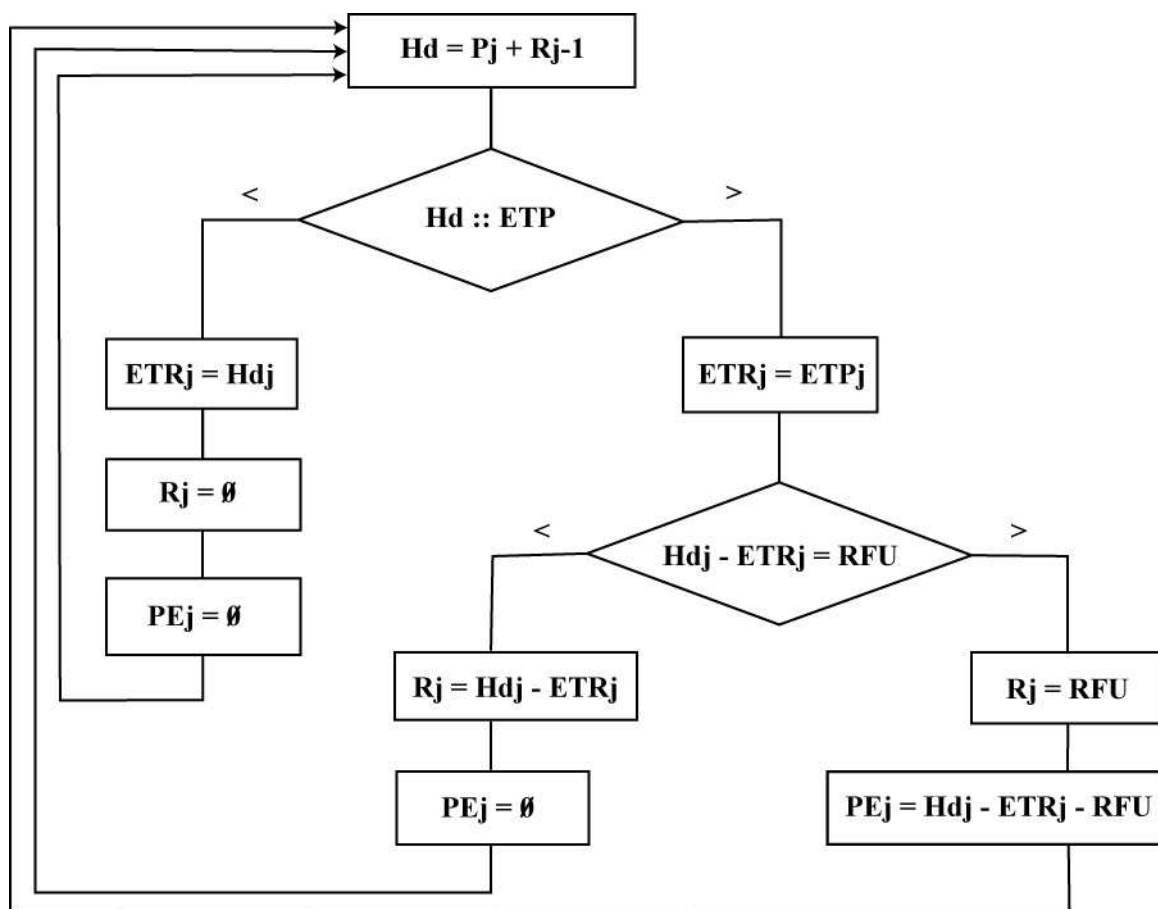 Hd = Pj + Rj-1
<
>
Hd :: ETP
ETRj = Hdj
ETRj = ETPj
Rj = Ø
<
>
Hdj - ETRj = RFU
PEj = Ø
Rj = Hdj - ETRj
Rj = RFU
PEj = Ø
PEj = Hdj - ETRj - RFU